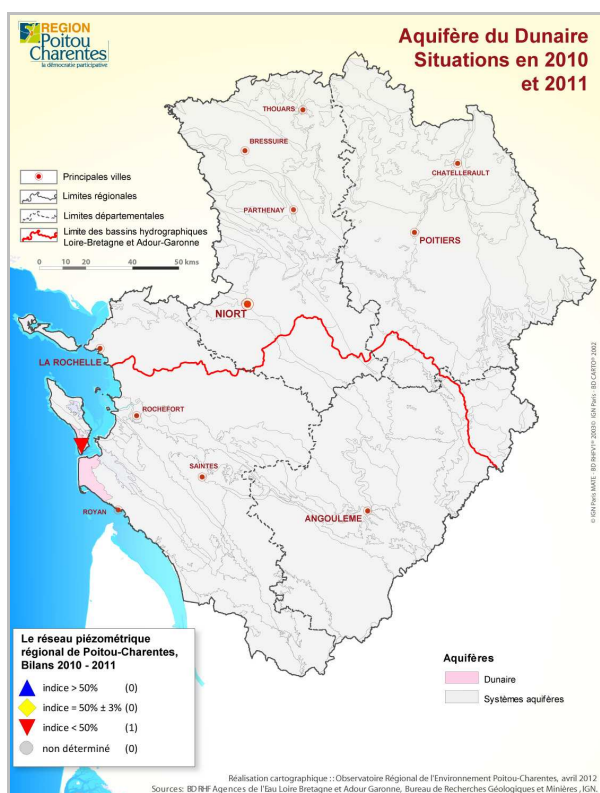 REGION
Poitou
Charentes
la démocratie participative
Aquifère du Dunaire
Situations en 2010
et 2011
Principales villes
Limites régionales
Limites départementales
Limite des bassins hydrographiques
Loire-Bretagne et Adour-Garonne
0 10 20 50 kms
THOUARS
BRESSUIRE
CHATELLERAULT
PARTHENAY
POITIERS
NIORT
LA ROCHELLE
ROCHEFORT
SAINTES
ANGOULEME
ROYAN
Le réseau piézométrique
régional de Poitou-Charentes,
Bilans 2010 - 2011
indice > 50% (0)
indice = 50% ± 3% (0)
indice < 50% (1)
non déterminé (0)
Aquifères
Dunaire
Systèmes aquifères
Réalisation cartographique :: Observatoire Régional de l'Environnement Poitou-Charentes, avril 2012
Sources: BD RHF Agences de l'Eau Loire Bretagne et Adour Garonne, Bureau de Recherches Géologiques et Minières , IGN.